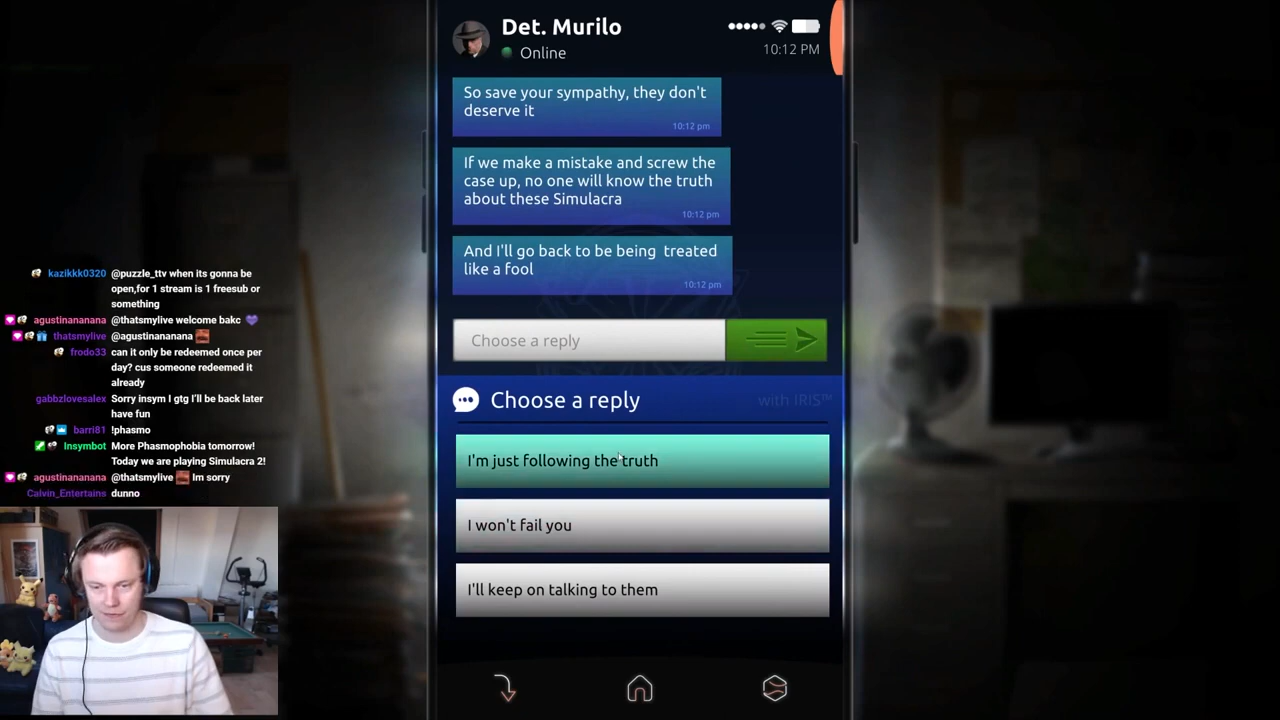 Det. Murilo
Online
10:12 PM
So save your sympathy, they don't
deserve it
10:12 pm
If we make a mistake and screw the
case up, no one will know the truth
about these Simulacra
10:12 pm
And I'll go back to be being  treated
like a fool
10:12 pm
Choose a reply
Choose a reply
with IRIS™
I'm just following the truth
I won't fail you
I'll keep on talking to them
kazikkk0320 @puzzle_ttv when its gonna be
open,for 1 stream is 1 freesub or
something
agustinananana @thatsmylive welcome bakc
thatsmylive @agustinananana
frodo33 can it only be redeemed once per
day? cus someone redeemed it
already
gabbzlovesalex Sorry insym I gtg I'll be back later
have fun
barri81 !phasmo
Insymbot More Phasmophobia tomorrow!
Today we are playing Simulacra 2!
agustinananana @thatsmylive Im sorry
Calvin_Entertains dunno